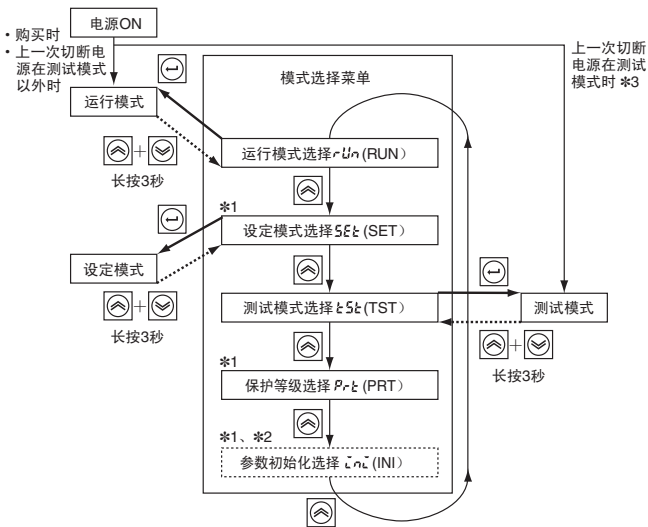 电源ON
・购买时
・上一次切断电
源在测试模式
以外时
上一次切断
电源在测试
模式时 ✻3
模式选择菜单
运行模式
运行模式选择 rUn (RUN)
+
长按3秒
✻1
设定模式选择 SEt (SET)
设定模式
+
长按3秒
测试模式选择 tSt (TST)
测试模式
+
长按3秒
✻1
保护等级选择 Prt (PRT)
✻1、✻2
参数初始化选择 ini (INI)